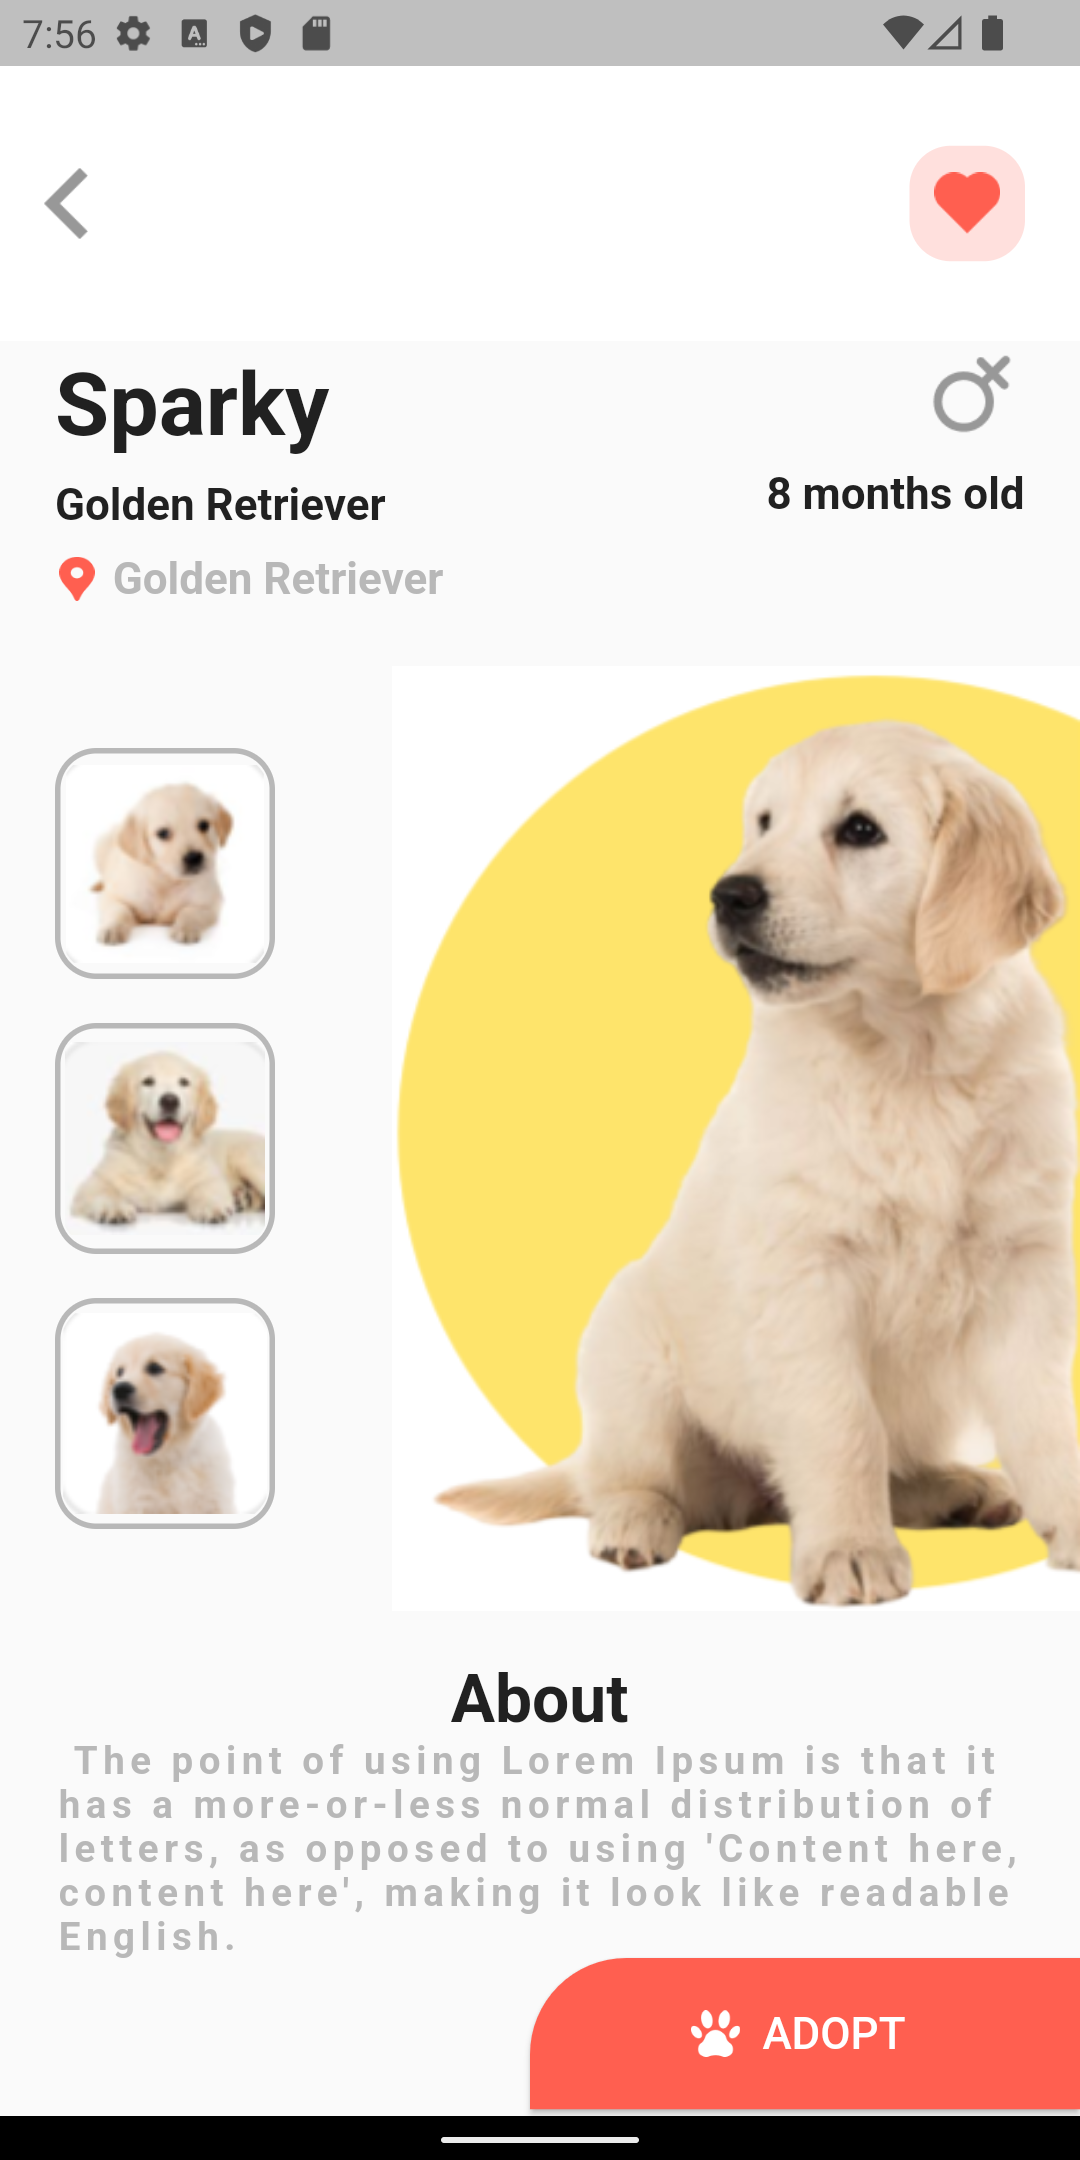 7:56
Sparky
Golden Retriever
8 months old
Golden Retriever
About
The point of using Lorem Ipsum is that it
has a more-or-less normal distribution of
letters, as opposed to using 'Content here,
content here', making it look like readable
English.
ADOPT